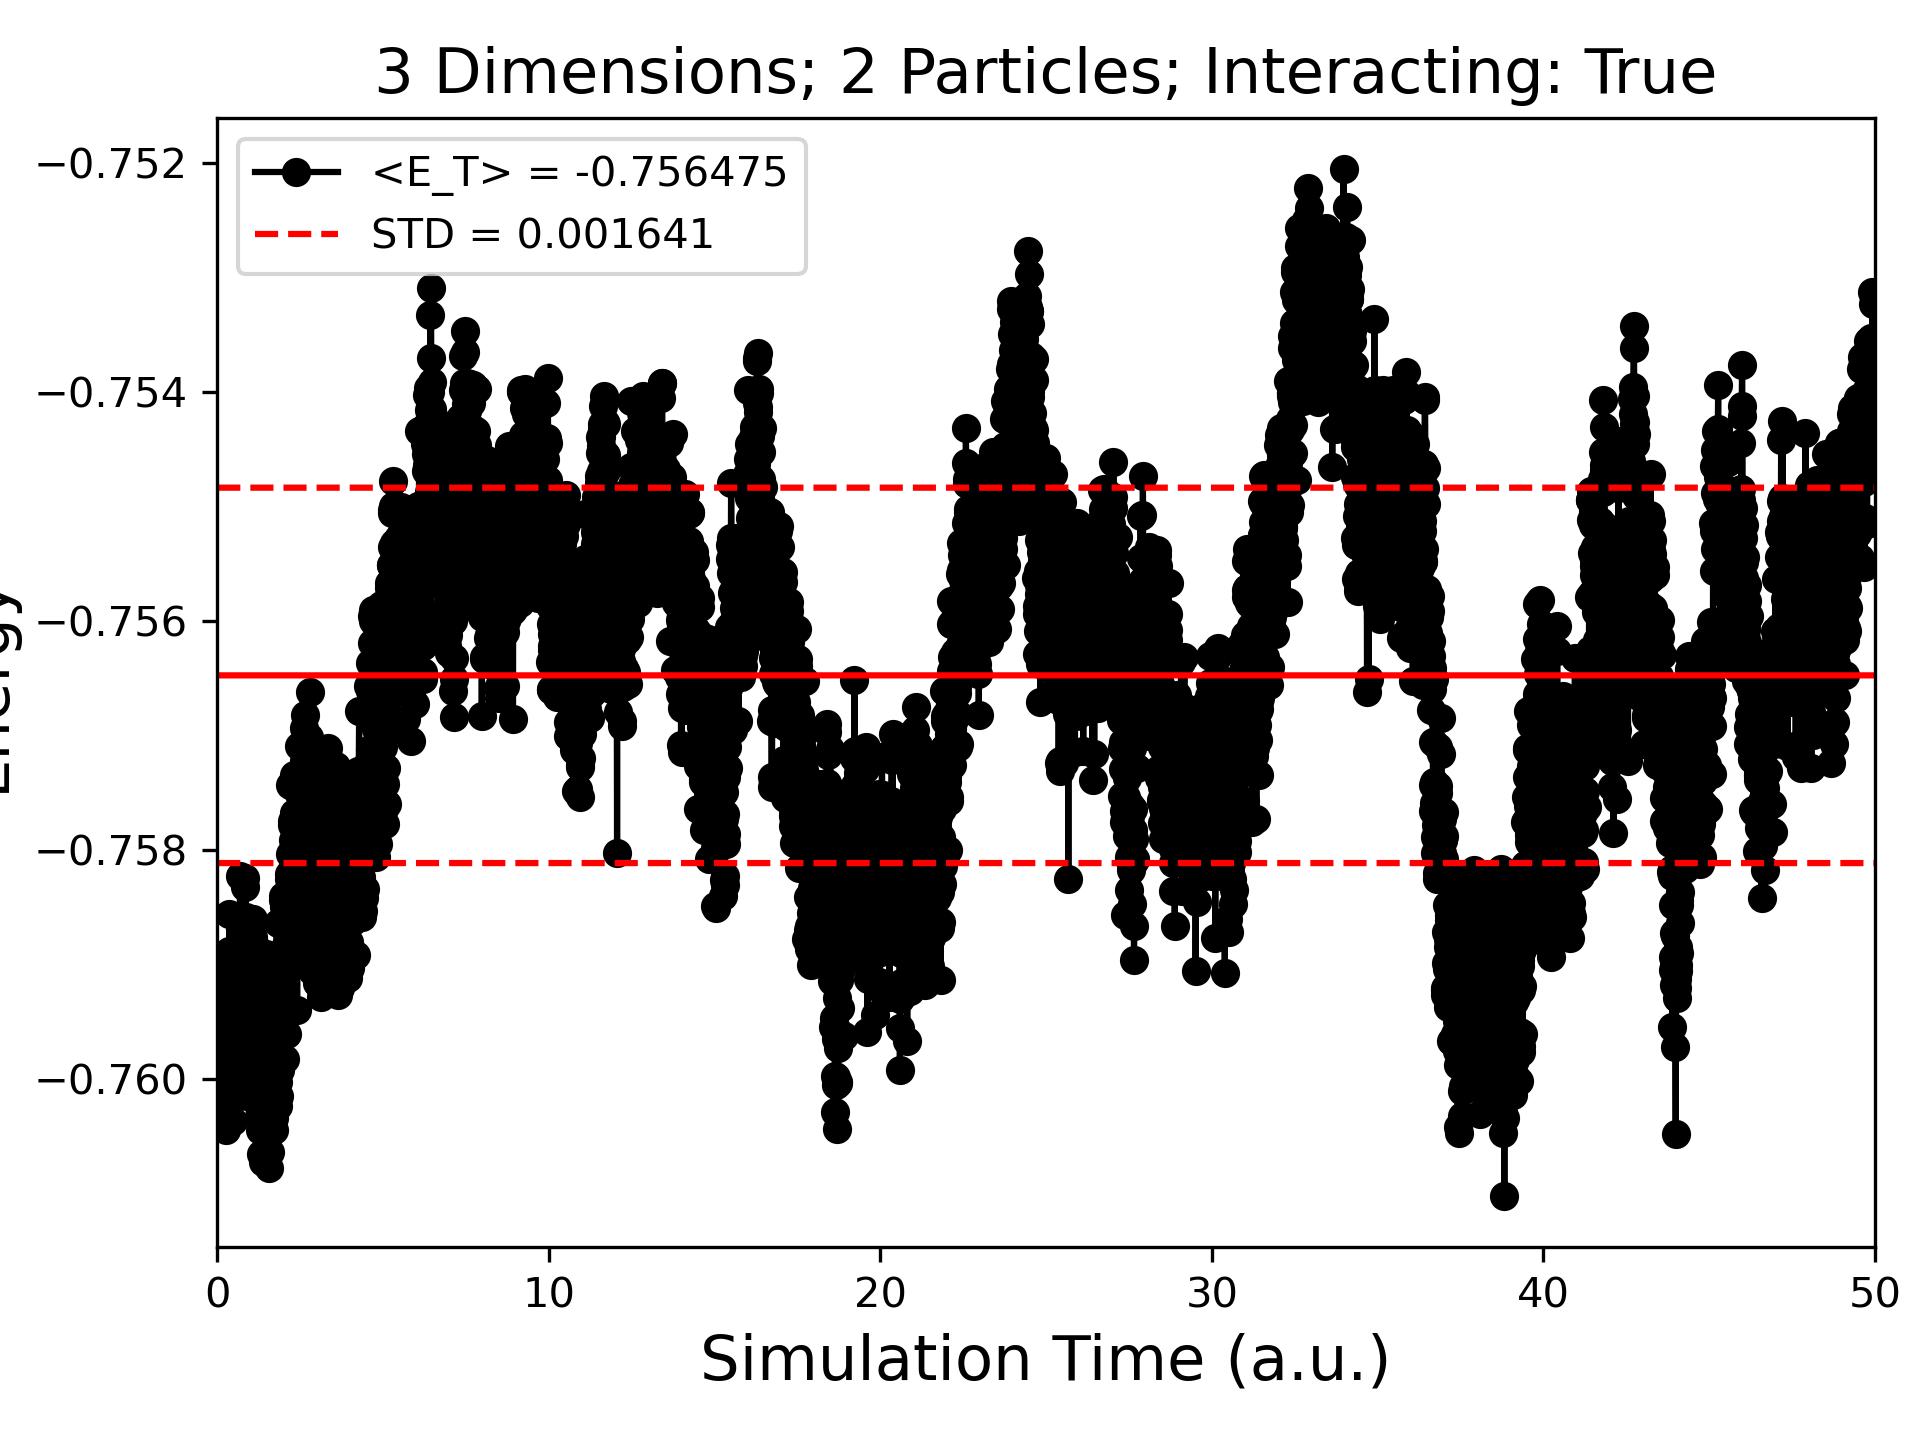 3 Dimensions; 2 Particles; Interacting: True
<E_T> = -0.756475
STD = 0.001641
−0.752
−0.754
−0.756
−0.758
−0.760
Energy
0 10 20 30 40 50
Simulation Time (a.u.)